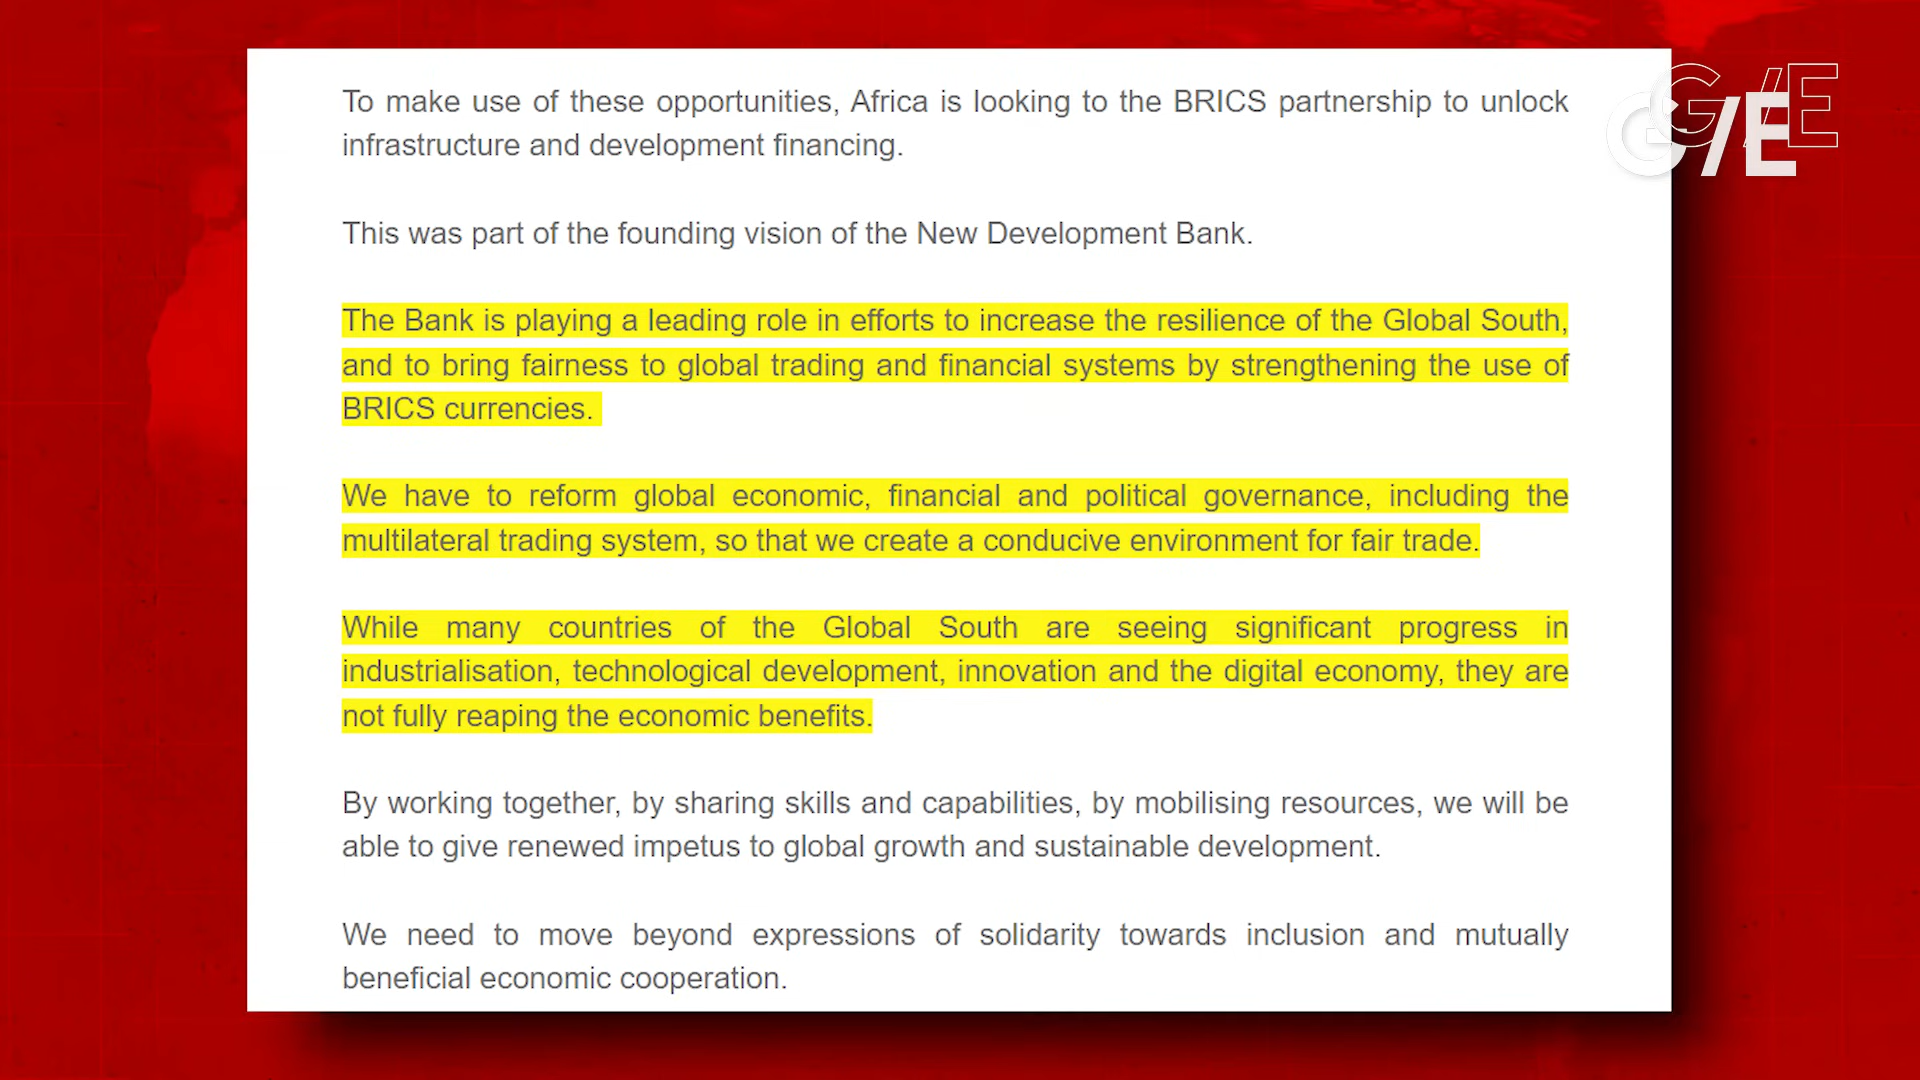 To make use of these opportunities, Africa is looking to the BRICS partnership to unlock
infrastructure and development financing.
This was part of the founding vision of the New Development Bank.
The Bank is playing a leading role in efforts to increase the resilience of the Global South,
and to bring fairness to global trading and financial systems by strengthening the use of
BRICS currencies.
We have to reform global economic, financial and political governance, including the
multilateral trading system, so that we create a conducive environment for fair trade.
While many countries of the Global South are seeing significant progress in
industrialisation, technological development, innovation and the digital economy, they are
not fully reaping the economic benefits.
By working together, by sharing skills and capabilities, by mobilising resources, we will be
able to give renewed impetus to global growth and sustainable development.
We need to move beyond expressions of solidarity towards inclusion and mutually
beneficial economic cooperation.
G/E
G/E